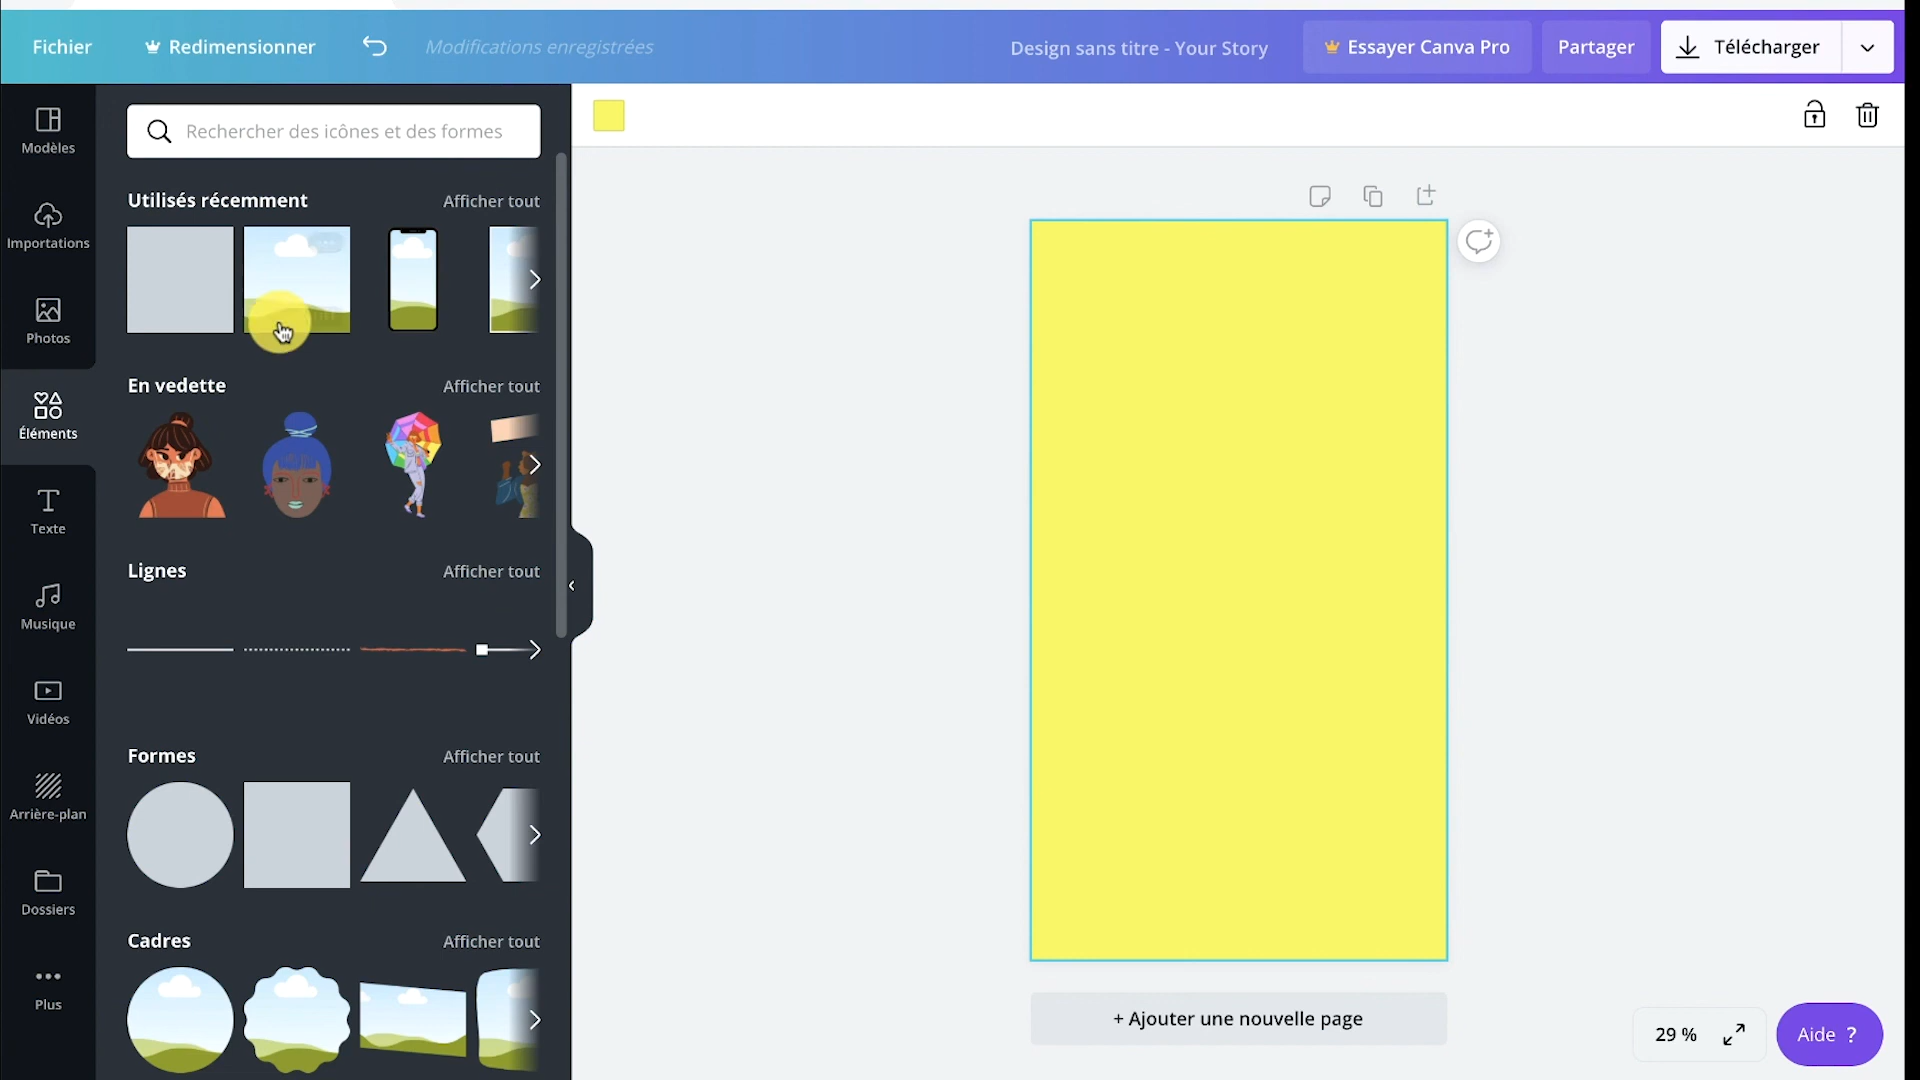 Fichier
Redimensionner
Modifications enregistrées
Design sans titre - Your Story
Essayer Canva Pro
Partager
Télécharger
Modèles
Importations
Photos
Éléments
Texte
Musique
Vidéos
Arrière-plan
Dossiers
Plus
Rechercher des icônes et des formes
Utilisés récemment
Afficher tout
En vedette
Afficher tout
Lignes
Afficher tout
Formes
Afficher tout
Cadres
Afficher tout
+ Ajouter une nouvelle page
29 %
Aide ?